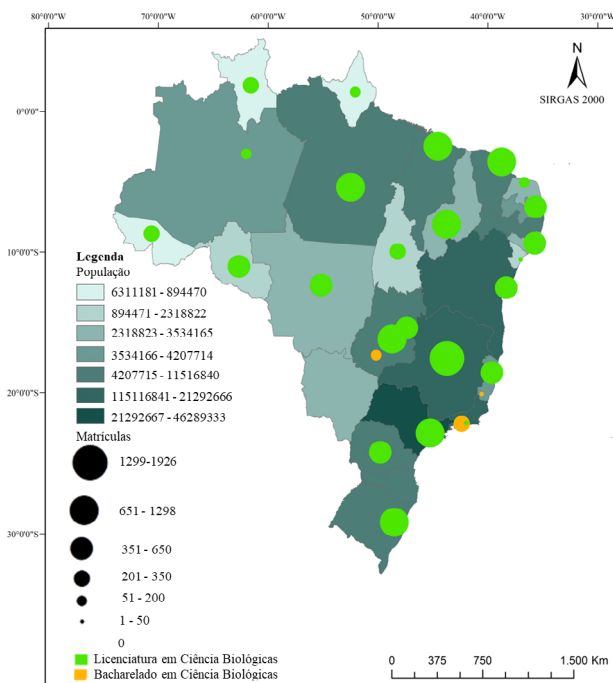 80°0'0"W
70°0'0"W
60°0'0"W
50°0'0"W
40°0'0"W
N
SIRGAS 2000
0°0'0"
10°0'0"S
20°0'0"S
30°0'0"S
Legenda
População
6311181 - 894470
894471 - 2318822
2318823 - 3534165
3534166 - 4207714
4207715 - 11516840
115116841 - 21292666
21292667 - 46289333
Matrículas
1299-1926
651 - 1298
351 - 650
201 - 350
51 - 200
1 - 50
0
Licenciatura em Ciência Biológicas
Bacharelado em Ciência Biológicas
0 375 750 1.500 Km